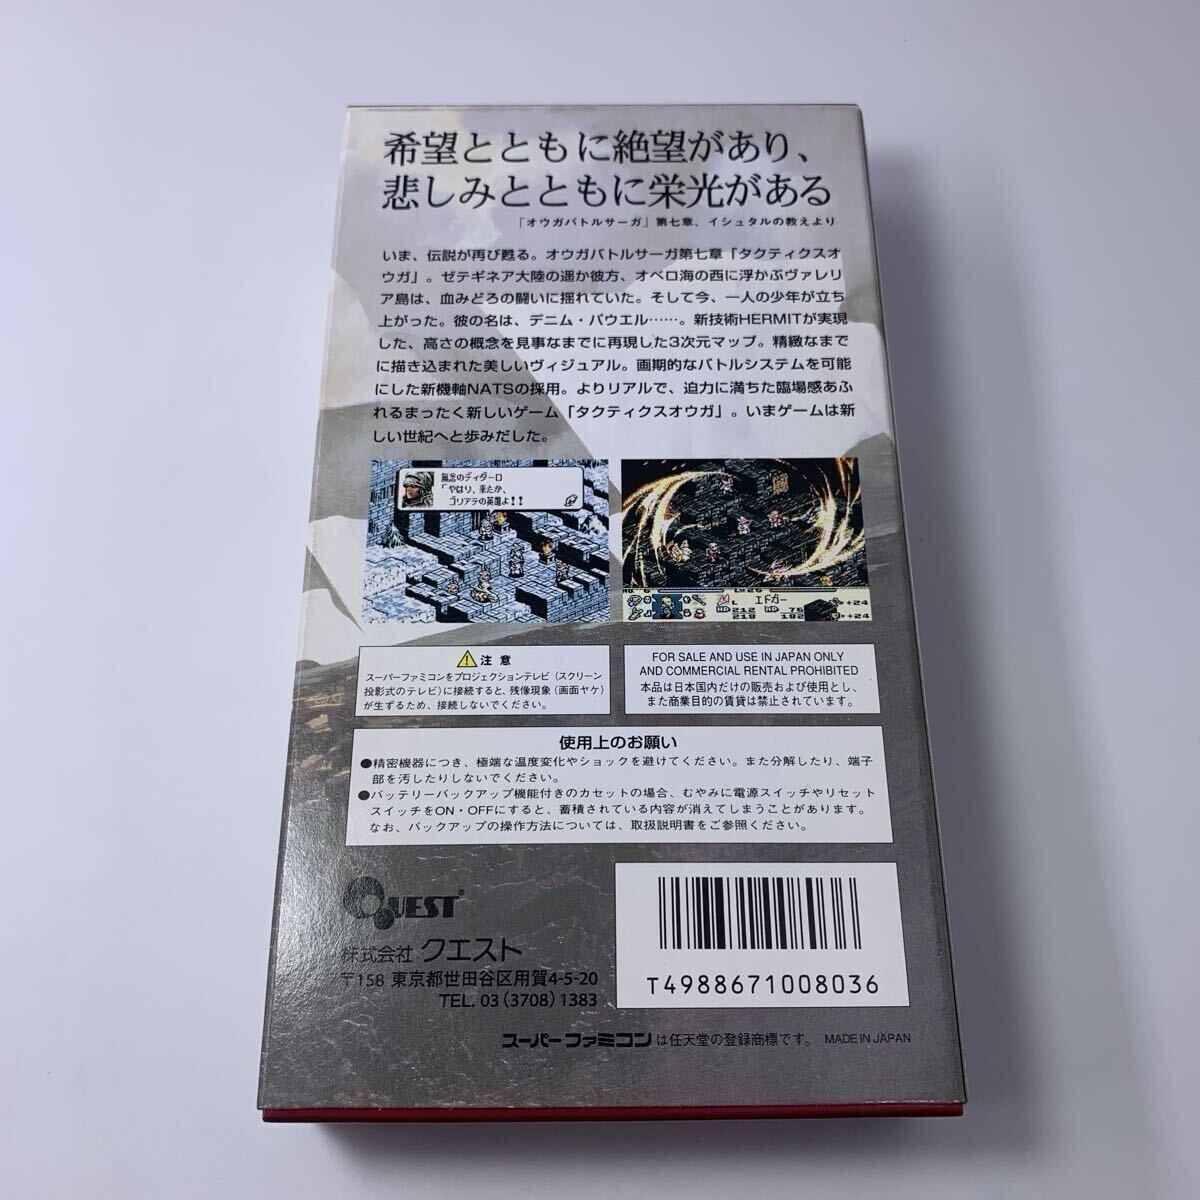 希望とともに絶望があり、
悲しみとともに栄光がある
「オウガバトルサーガ」第七章、イシュタルの教えより
いま、伝説が再び甦る。オウガバトルサーガ第七章「タクティクスオ
ウガ」。ゼテギネア大陸の遥か彼方、オベロ海の西に浮かぶヴァレリ
ア島は、血みどろの闘いに揺れていた。そして今、一人の少年が立ち
上がった。彼の名は、デニム・パウエル……。新技術HERMITが実現
した、高さの概念を見事なまでに再現した3次元マップ。精緻なまで
に描き込まれた美しいヴィジュアル。画期的なバトルシステムを可能
にした新機軸NATSの採用。よりリアルで、迫力に満ちた臨場感あふ
れるまったく新しいゲーム「タクティクスオウガ」。いまゲームは新
しい世紀へと歩みだした。
無念のディダーロ
「やはり、来たか、
ゴリアテの英雄よ!!
エドガー
L
HP 212 MP 76
218 182
+24
+24
注意
スーパーファミコンをプロジェクションテレビ(スクリーン
投影式のテレビ)に接続すると、残像現象(画面ヤケ)
が生ずるため、接続しないでください。
FOR SALE AND USE IN JAPAN ONLY
AND COMMERCIAL RENTAL PROHIBITED
本品は日本国内だけの販売および使用とし、
また商業目的の賃貸は禁止されています。
使用上のお願い
●精密機器につき、極端な温度変化やショックを避けてください。また分解したり、端子
部を汚したりしないでください。
●バッテリーバックアップ機能付きのカセットの場合、むやみに電源スイッチやリセット
スイッチをON・OFFにすると、蓄積されている内容が消えてしまうことがあります。
なお、バックアップの操作方法については、取扱説明書をご参照ください。
QUEST®
株式会社 クエスト
〒158 東京都世田谷区用賀4-5-20
TEL. 03(3708)1383
T4988671008036
スーパーファミコンは任天堂の登録商標です。 MADE IN JAPAN